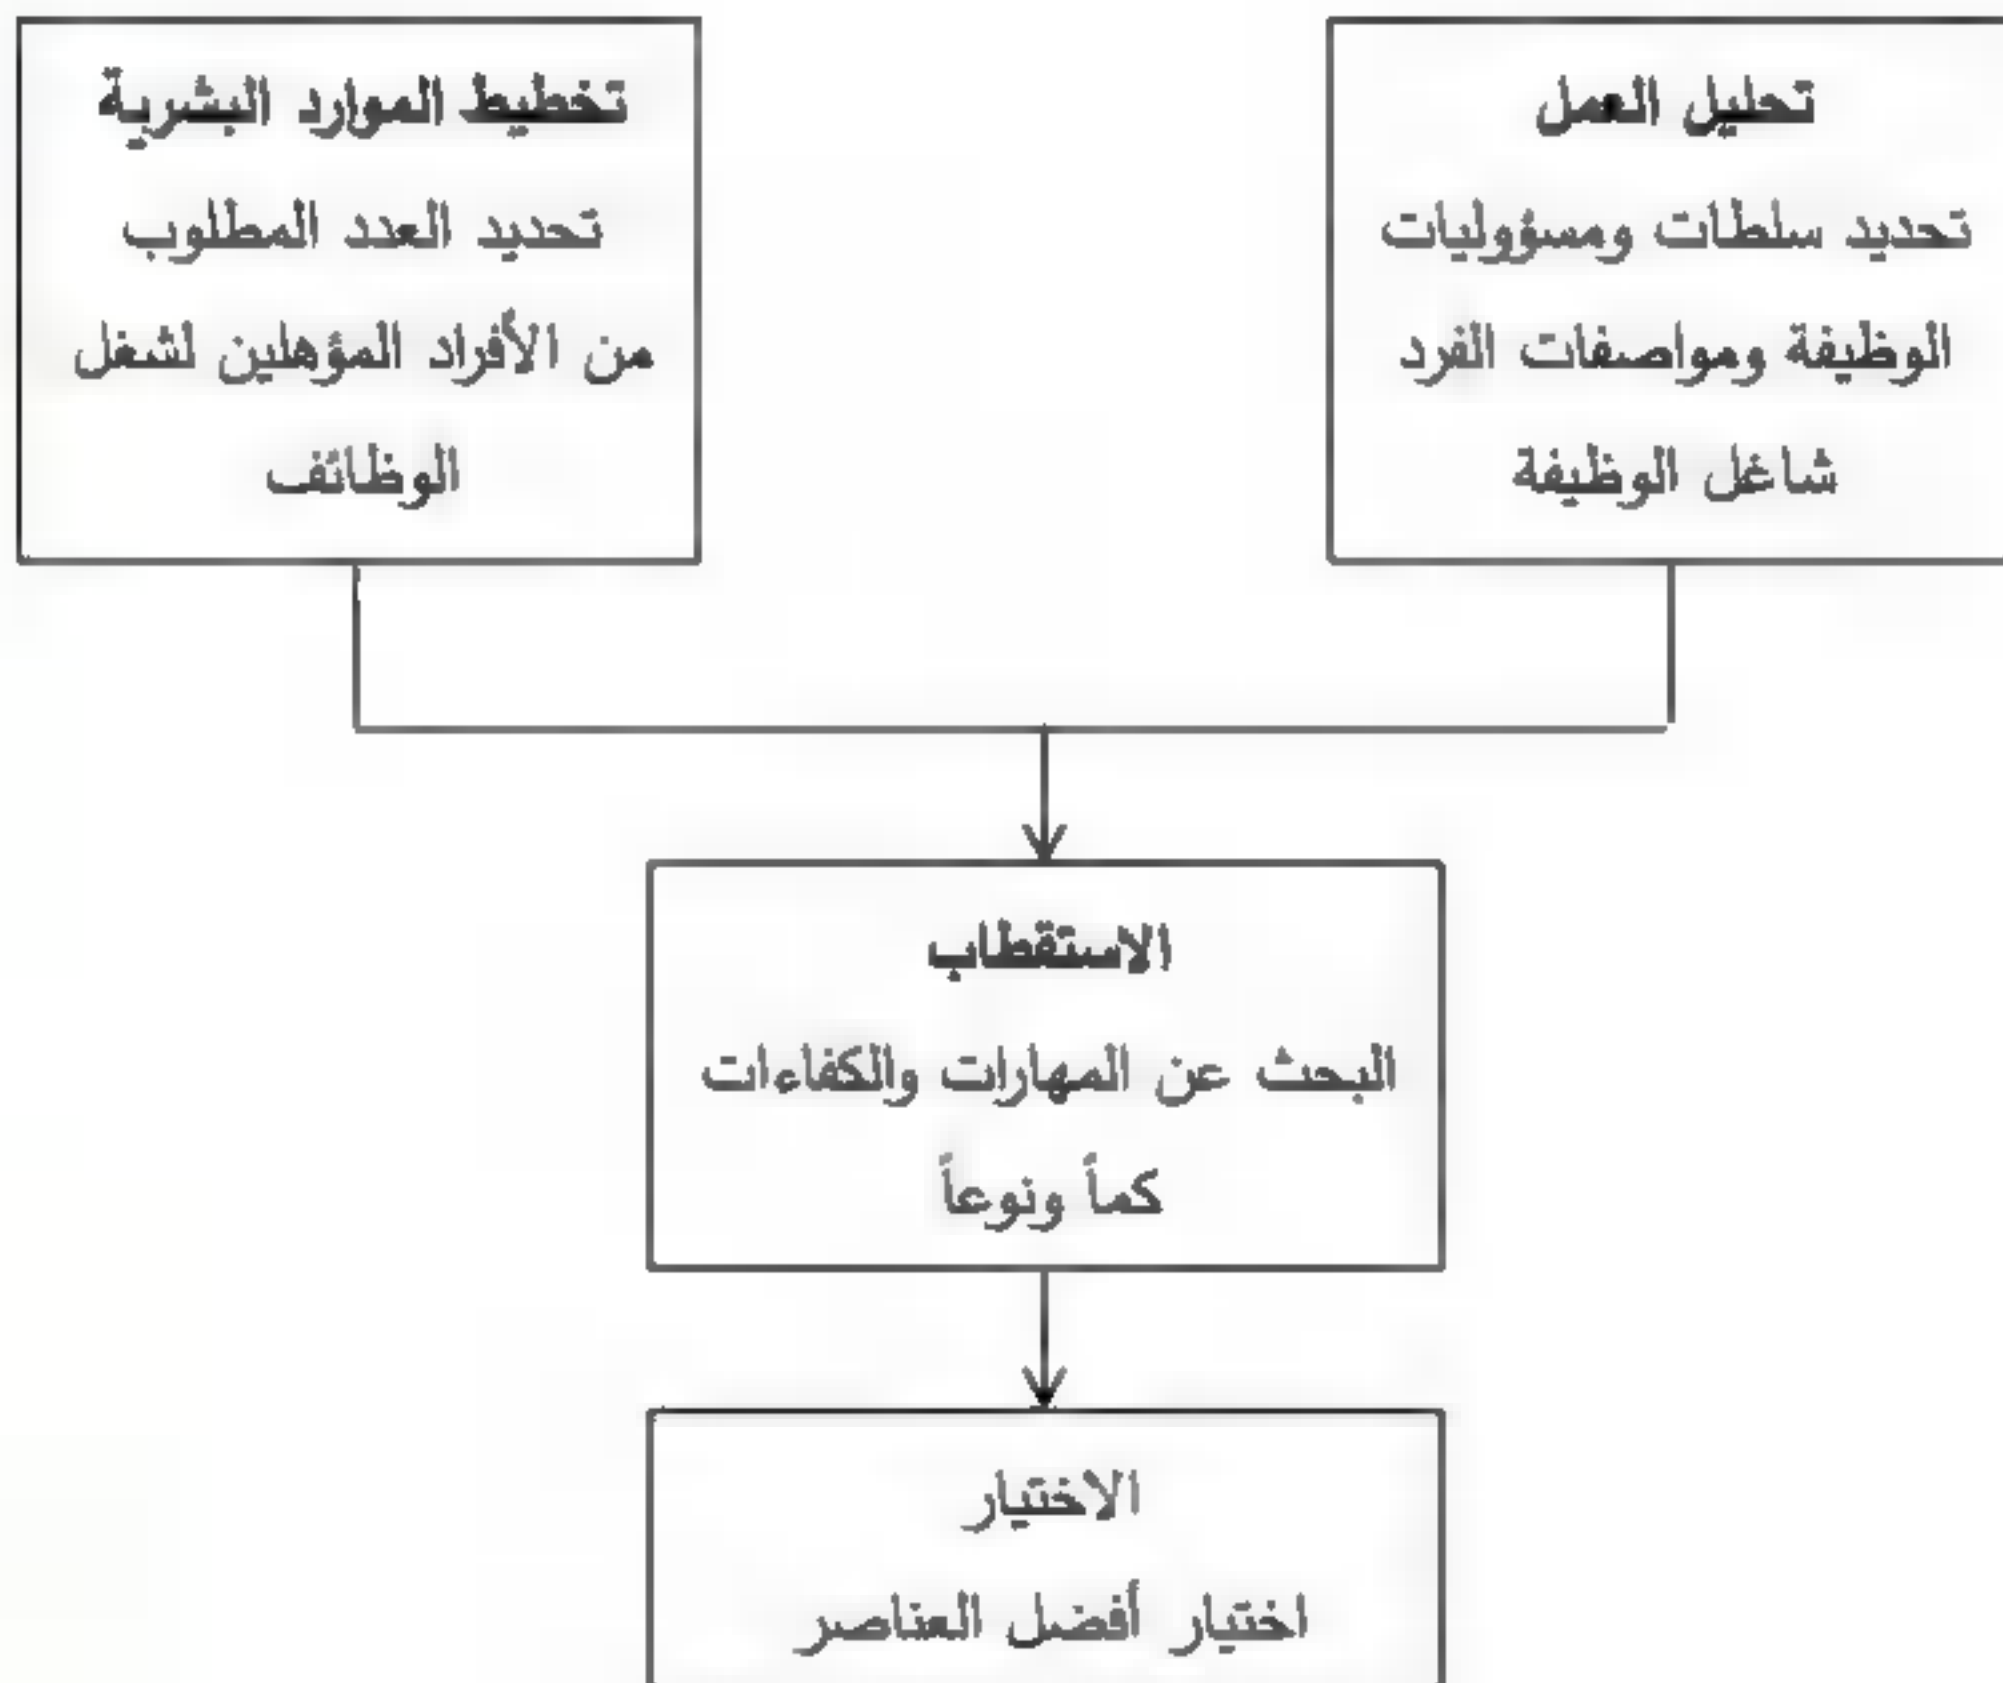 تحليل العمل
تحديد سلطات ومسؤوليات
الوظيفة ومواصفات الفرد
شاغل الوظيفة
تخطيط الموارد البشرية
تحديد العدد المطلوب
من الأفراد المؤهلين لشغل
الوظائف
الاستقطاب
البحث عن المهارات والكفاءات
كماً ونوعاً
الاختيار
اختيار أفضل العناصر